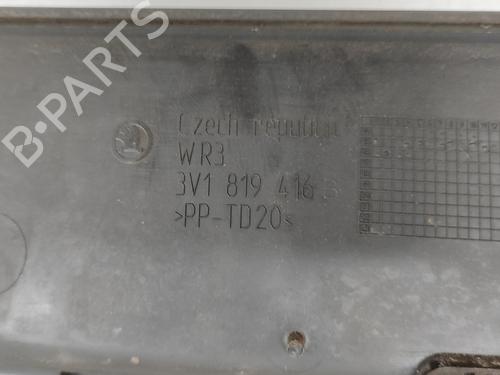 B-PARTS
Czech republic
WR3
3V1 819 416 B
>PP-TD20<